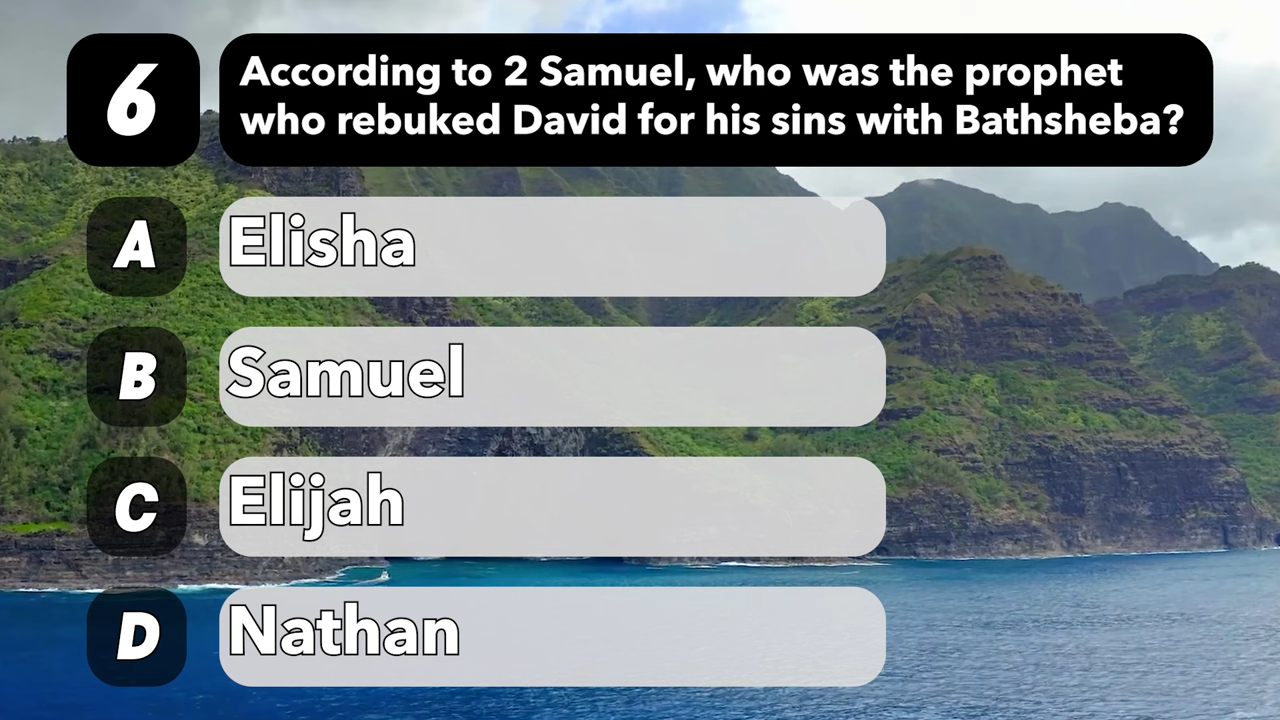 6
According to 2 Samuel, who was the prophet
who rebuked David for his sins with Bathsheba?
A
Elisha
B
Samuel
C
Elijah
D
Nathan